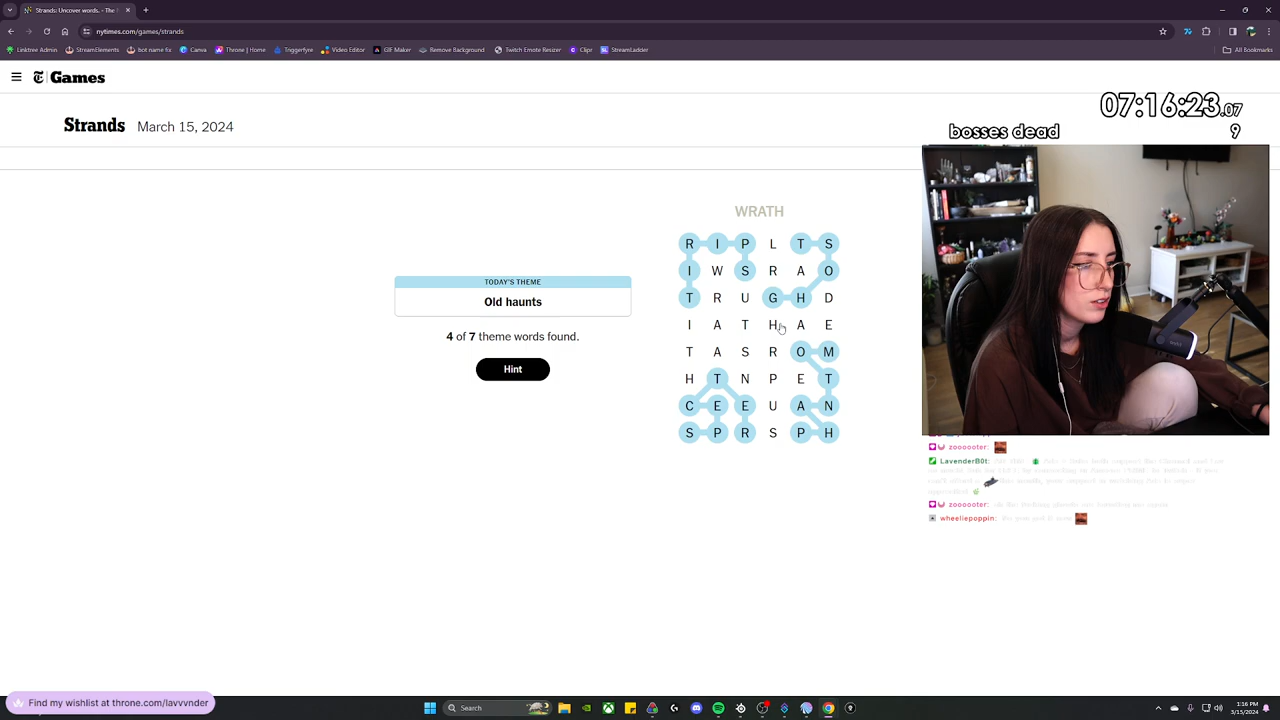 Strands: Uncover words. - The
nytimes.com/games/strands
Linktree Admin
StreamElements
bot name fix
Canva
Throne | Home
Triggerfyre
Video Editor
GIF Maker
Remove Background
Twitch Emote Resizer
Clipr
StreamLadder
All Bookmarks
Games
Strands March 15, 2024
07:16:23.07
bosses dead 9
WRATH
R I P L T S
I W S R A O
T R U G H D
I A T H A E
T A S R O M
H T N P E T
C E E U A N
S P R S P H
TODAY'S THEME
Old haunts
4 of 7 theme words found.
Hint
zoooooter:
LavenderB0t:
zoooooter:
wheeliepoppin:
Find my wishlist at throne.com/lavvvnder
Search
1:16 PM
3/15/2024